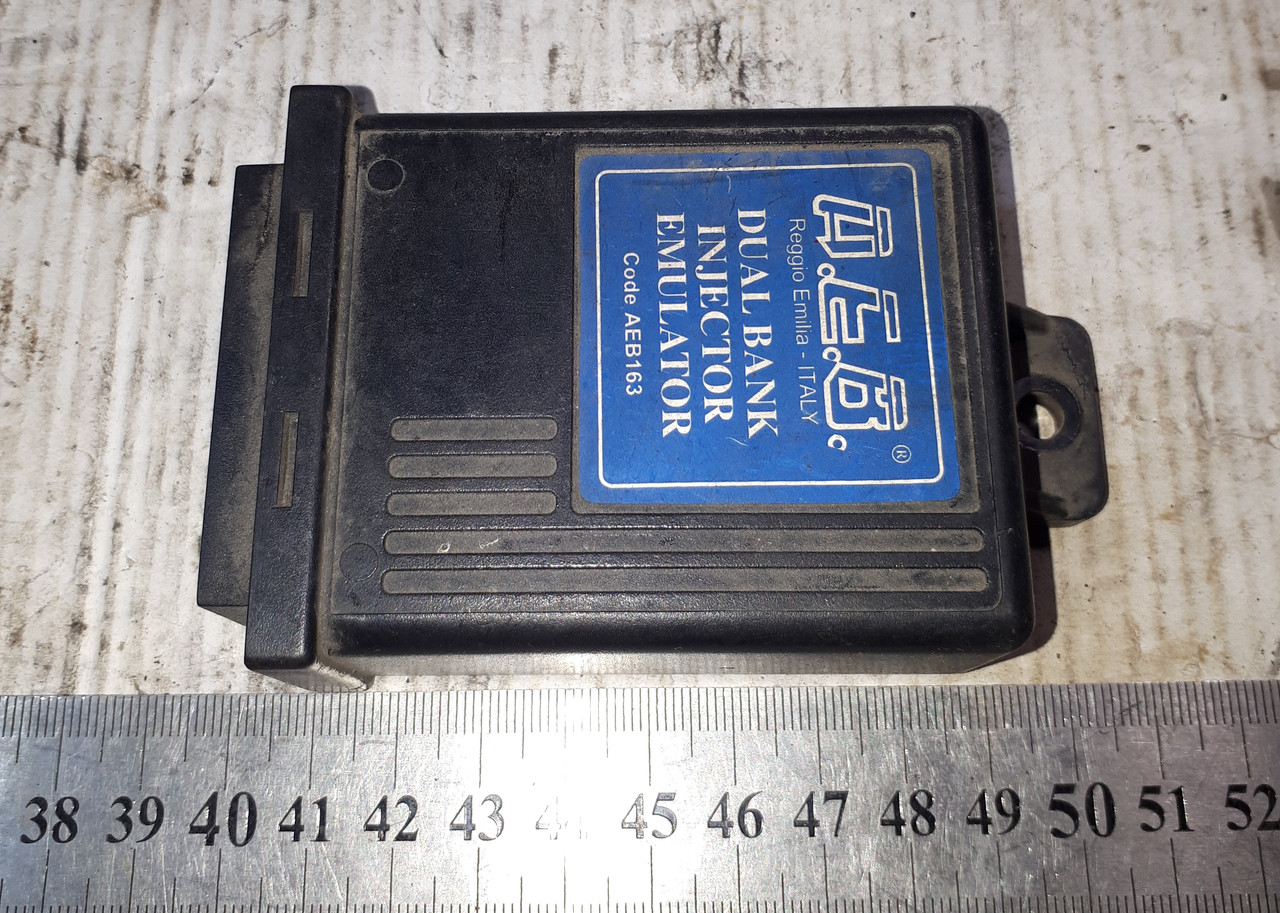 A.E.B.®
Reggio Emilia - ITALY
DUAL BANK
INJECTOR
EMULATOR
Code AEB163
38 39 40 41 42 43 44 45 46 47 48 49 50 51 52